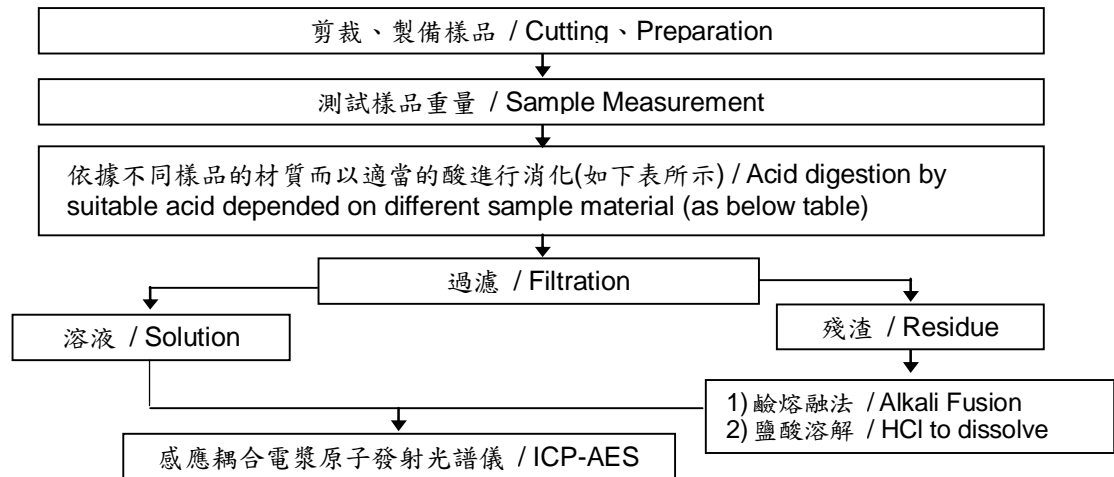 剪裁、製備樣品 / Cutting、Preparation
測試樣品重量 / Sample Measurement
依據不同樣品的材質而以適當的酸進行消化(如下表所示) / Acid digestion by
suitable acid depended on different sample material (as below table)
過濾 / Filtration
溶液 / Solution
殘渣 / Residue
1) 鹼熔融法 / Alkali Fusion
2) 鹽酸溶解 / HCl to dissolve
感應耦合電漿原子發射光譜儀 / ICP-AES